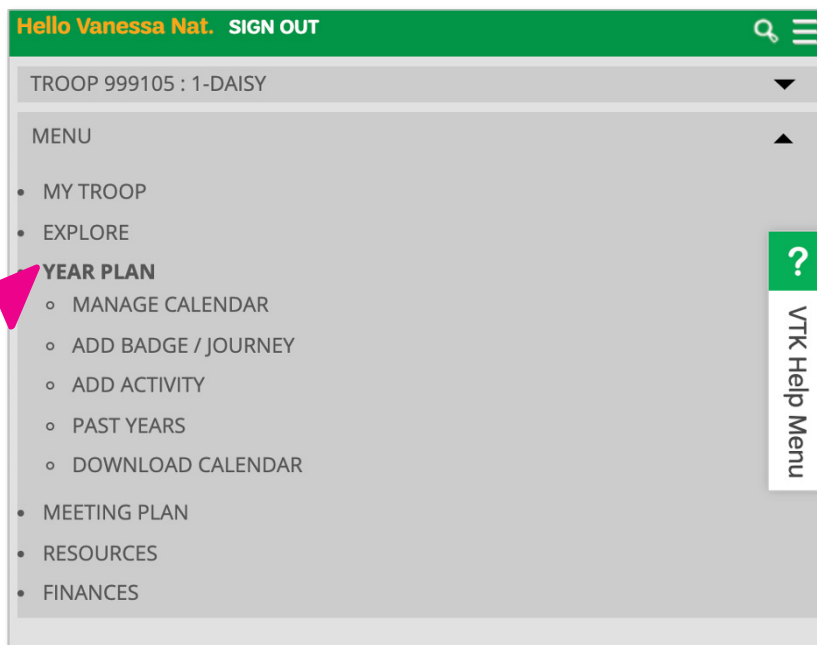 Hello Vanessa Nat. SIGN OUT
TROOP 999105 : 1-DAISY
MENU
MY TROOP
EXPLORE
YEAR PLAN
MANAGE CALENDAR
ADD BADGE / JOURNEY
ADD ACTIVITY
PAST YEARS
DOWNLOAD CALENDAR
MEETING PLAN
RESOURCES
FINANCES
?
VTK Help Menu